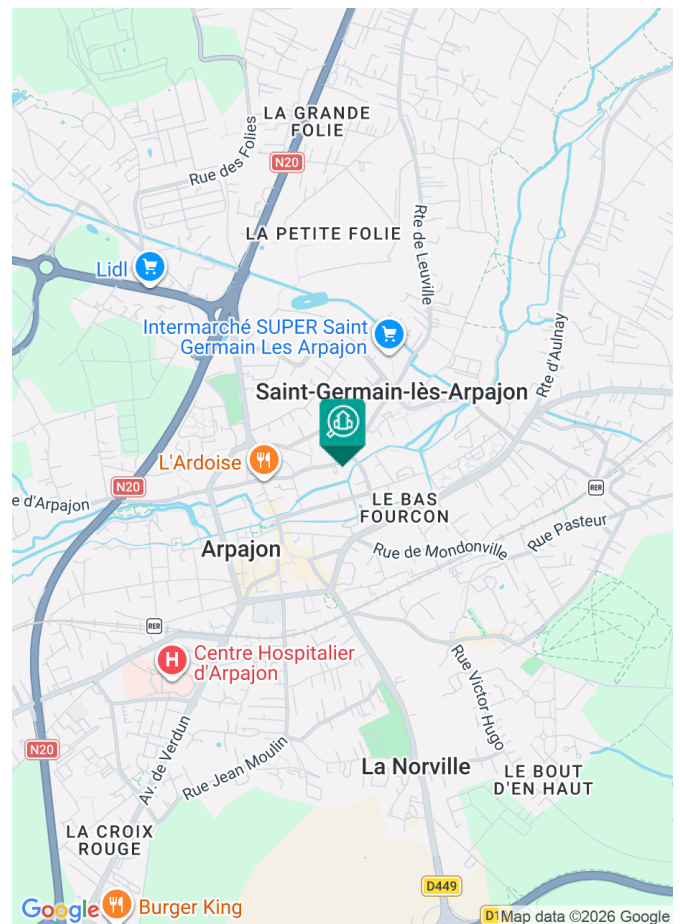 LA GRANDE
FOLIE
Rue des Folies
N20
Rte de Leuville
LA PETITE FOLIE
Lidl
Intermarché SUPER Saint
Germain Les Arpajon
Rte d'Aulnay
Saint-Germain-lès-Arpajon
L'Ardoise
N20
e d'Arpajon
RER
LE BAS
FOURCON
Arpajon
Rue de Mondonville
Rue Pasteur
RER
Centre Hospitalier
d'Arpajon
H
Rue Victor Hugo
N20
Av. de Verdun
Rue Jean Moulin
La Norville
LE BOUT
D'EN HAUT
LA CROIX
ROUGE
D449
Google
Burger King
D1
Map data ©2026 Google